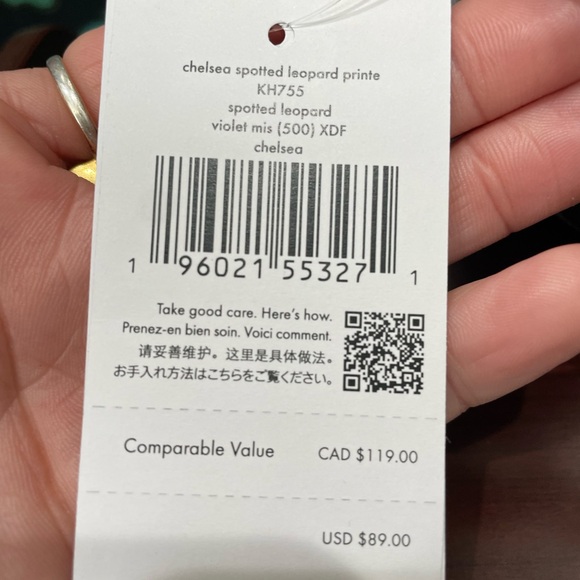 chelsea spotted leopard printe
KH755
spotted leopard
violet mis (500) XDF
chelsea
1 96021 55327 1
Take good care. Here's how.
Prenez-en bien soin. Voici comment.
请妥善维护。这里是具体做法。
お手入れ方法はこちらをご覧ください。
Comparable Value CAD $119.00
USD $89.00